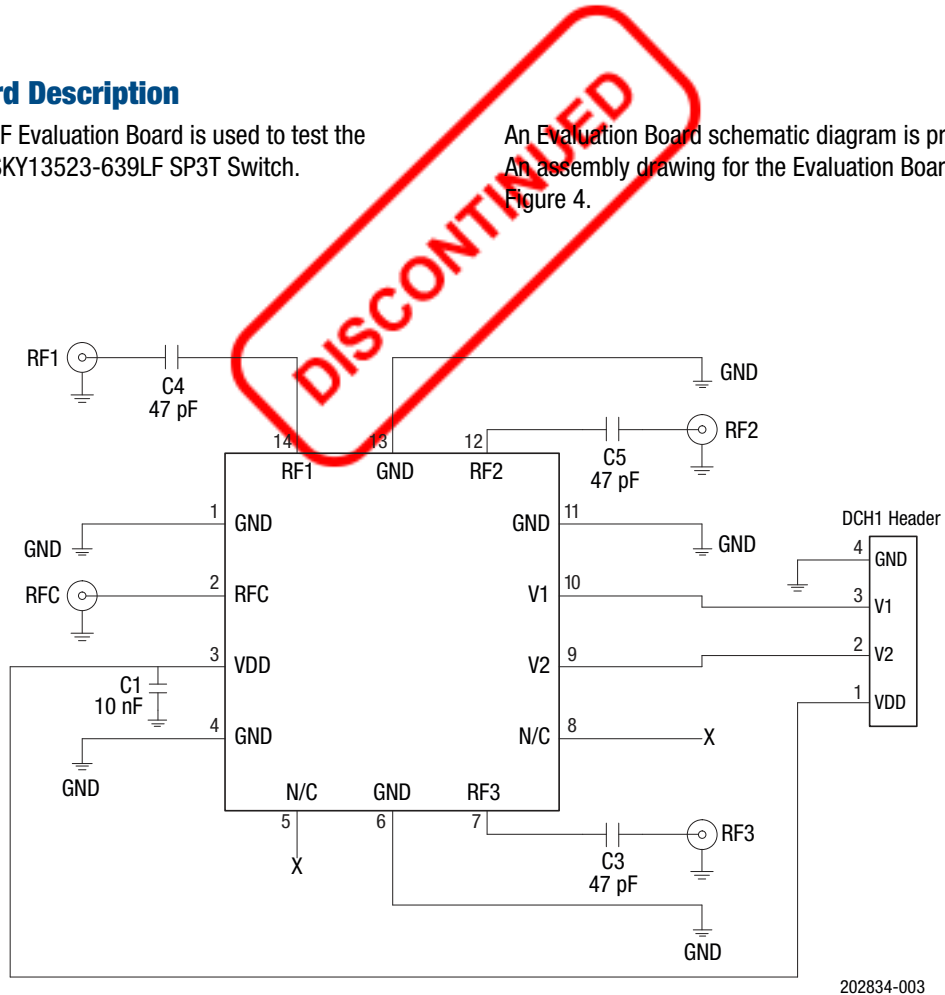 rd Description
F Evaluation Board is used to test the
SKY13523-639LF SP3T Switch.
An Evaluation Board schematic diagram is pr
An assembly drawing for the Evaluation Boar
Figure 4.
DISCONTINUED
RF1
C4
47 pF
GND
RF2
C5
47 pF
14
13
12
RF1
GND
RF2
1
GND
GND
GND
11
GND
DCH1 Header
4
GND
RFC
2
RFC
V1
10
3
V1
3
VDD
V2
9
2
V2
C1
10 nF
1
VDD
4
GND
GND
N/C
8
X
N/C
GND
RF3
5
6
7
X
RF3
C3
47 pF
GND
202834-003